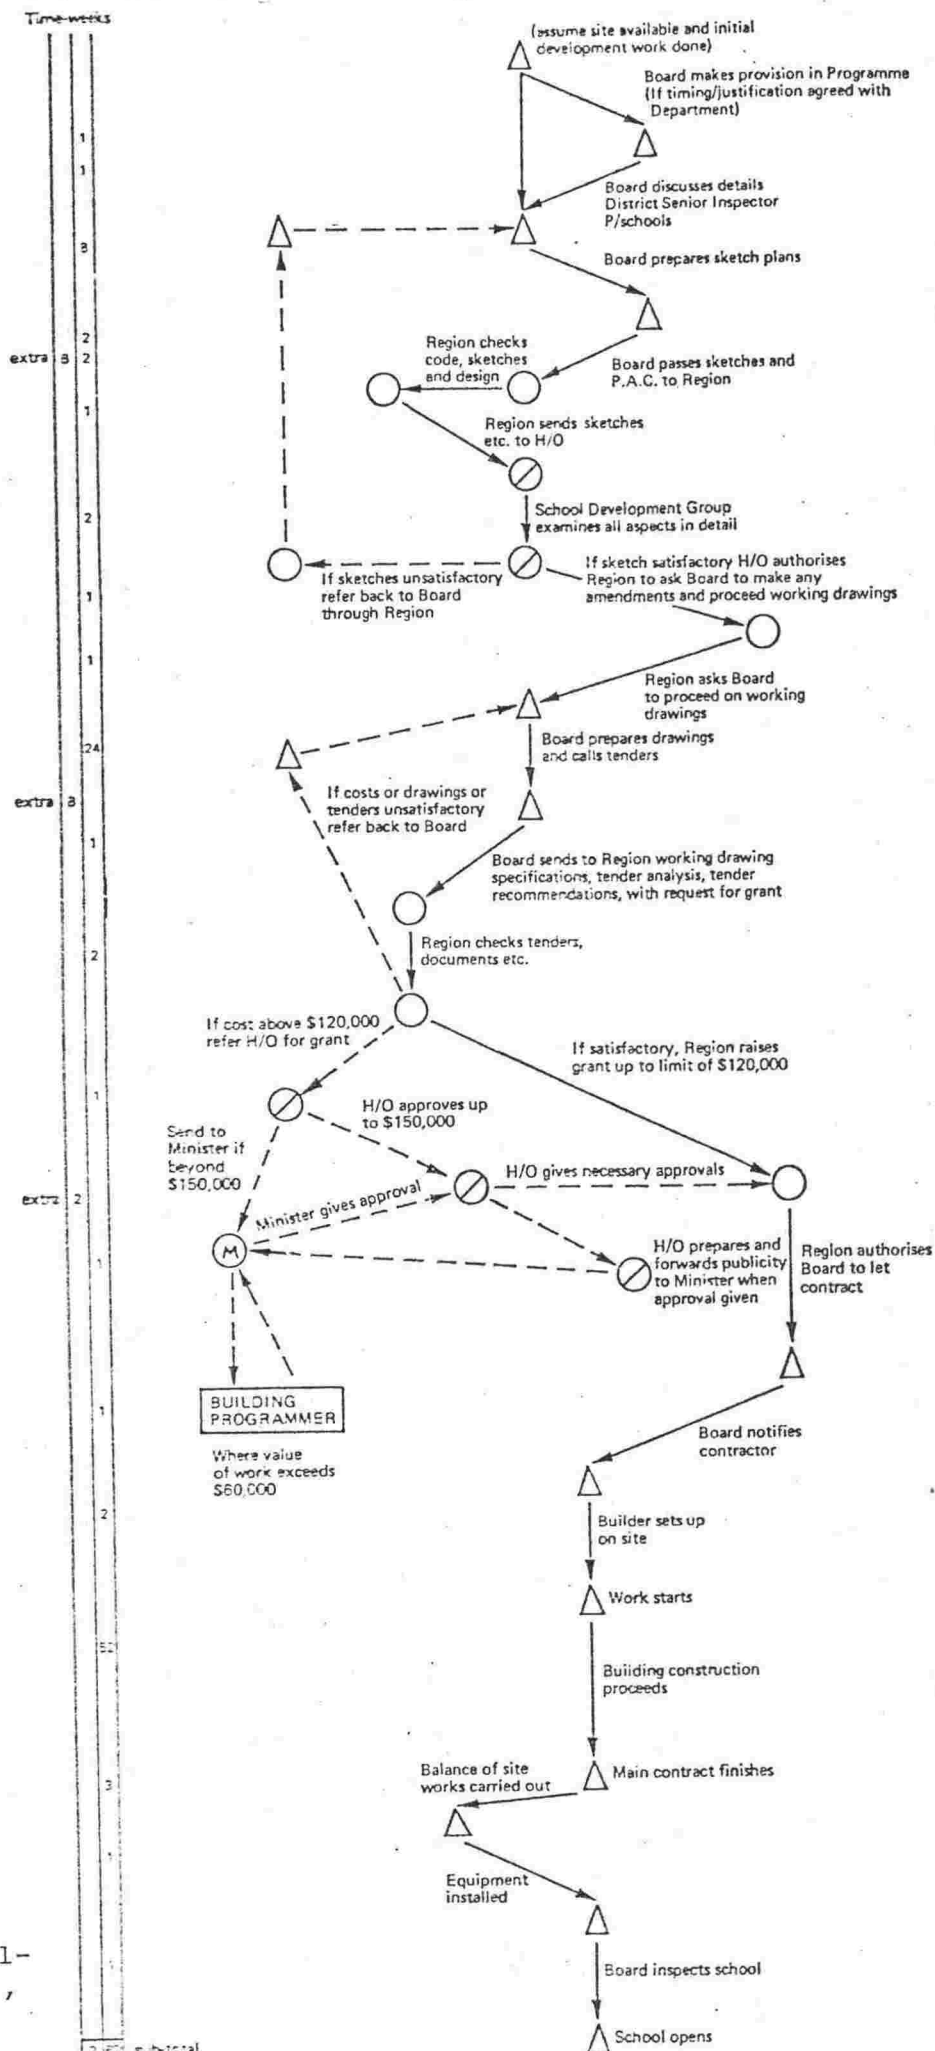 Time-weeks
(assume site available and initial
development work done)
Board makes provision in Programme
(If timing/justification agreed with
Department)
1
1
Board discusses details
District Senior Inspector
P/schools
8
Board prepares sketch plans
2
extra 8 2
Region checks
code, sketches
and design
Board passes sketches and
P.A.C. to Region
1
Region sends sketches
etc. to H/O
2
School Development Group
examines all aspects in detail
If sketches unsatisfactory
refer back to Board
through Region
If sketch satisfactory H/O authorises
Region to ask Board to make any
amendments and proceed working drawings
1
1
Region asks Board
to proceed on working
drawings
24
Board prepares drawings
and calls tenders
extra 8
If costs or drawings or
tenders unsatisfactory
refer back to Board
1
Board sends to Region working drawing
specifications, tender analysis, tender
recommendations, with request for grant
2
Region checks tenders,
documents etc.
If cost above $120,000
refer H/O for grant
If satisfactory, Region raises
grant up to limit of $120,000
1
Send to
Minister if
beyond
$150,000
H/O approves up
to $150,000
H/O gives necessary approvals
extra 2
Minister gives approval
M
1
H/O prepares and
forwards publicity
to Minister when
approval given
Region authorises
Board to let
contract
BUILDING
PROGRAMMER
1
Where value
of work exceeds
$60,000
Board notifies
contractor
2
Builder sets up
on site
Work starts
52
Building construction
proceeds
Main contract finishes
3
Balance of site
works carried out
Equipment
installed
Board inspects school
School opens